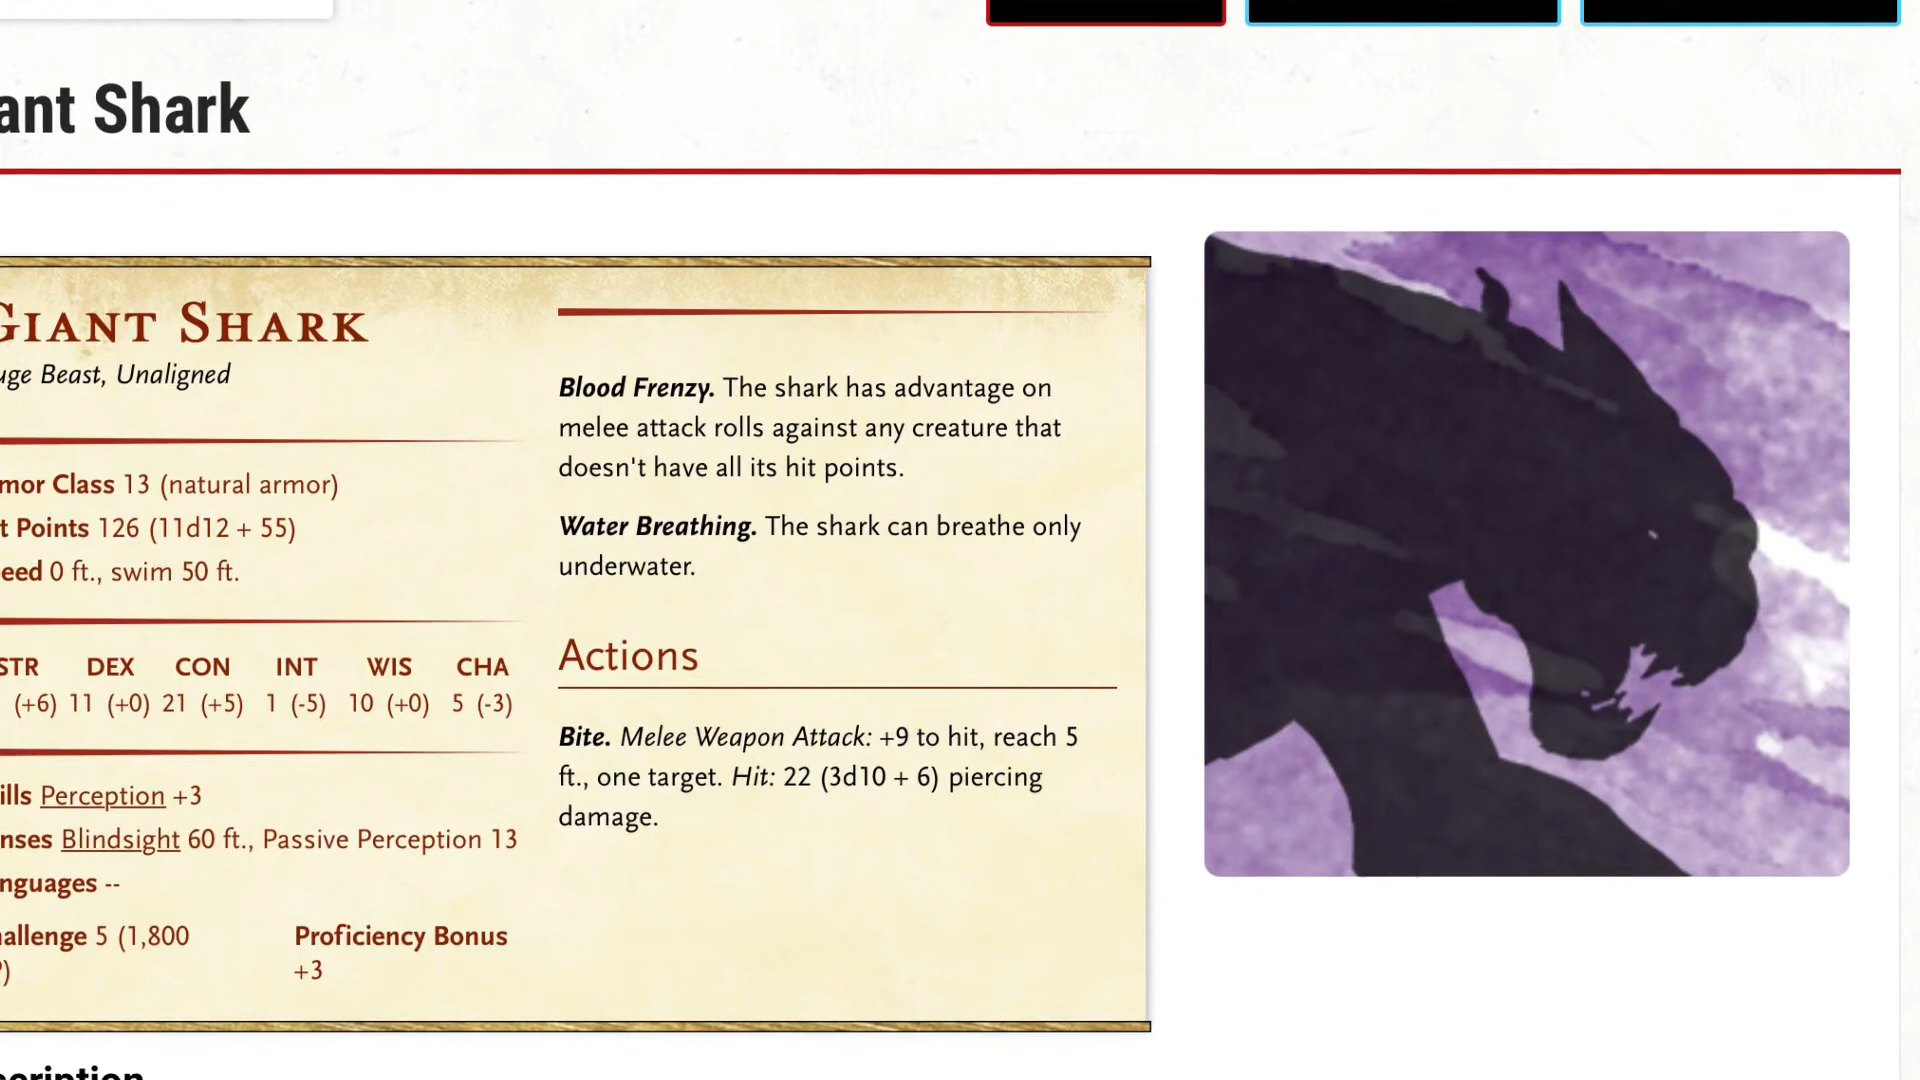 ant Shark
Giant Shark
uge Beast, Unaligned
mor Class 13 (natural armor)
t Points 126 (11d12 + 55)
eed 0 ft., swim 50 ft.
STR DEX CON INT WIS CHA
(+6) 11 (+0) 21 (+5) 1 (-5) 10 (+0) 5 (-3)
ills Perception +3
nses Blindsight 60 ft., Passive Perception 13
nguages --
allenge 5 (1,800
Proficiency Bonus
+3
Blood Frenzy. The shark has advantage on
melee attack rolls against any creature that
doesn't have all its hit points.
Water Breathing. The shark can breathe only
underwater.
Actions
Bite. Melee Weapon Attack: +9 to hit, reach 5
ft., one target. Hit: 22 (3d10 + 6) piercing
damage.